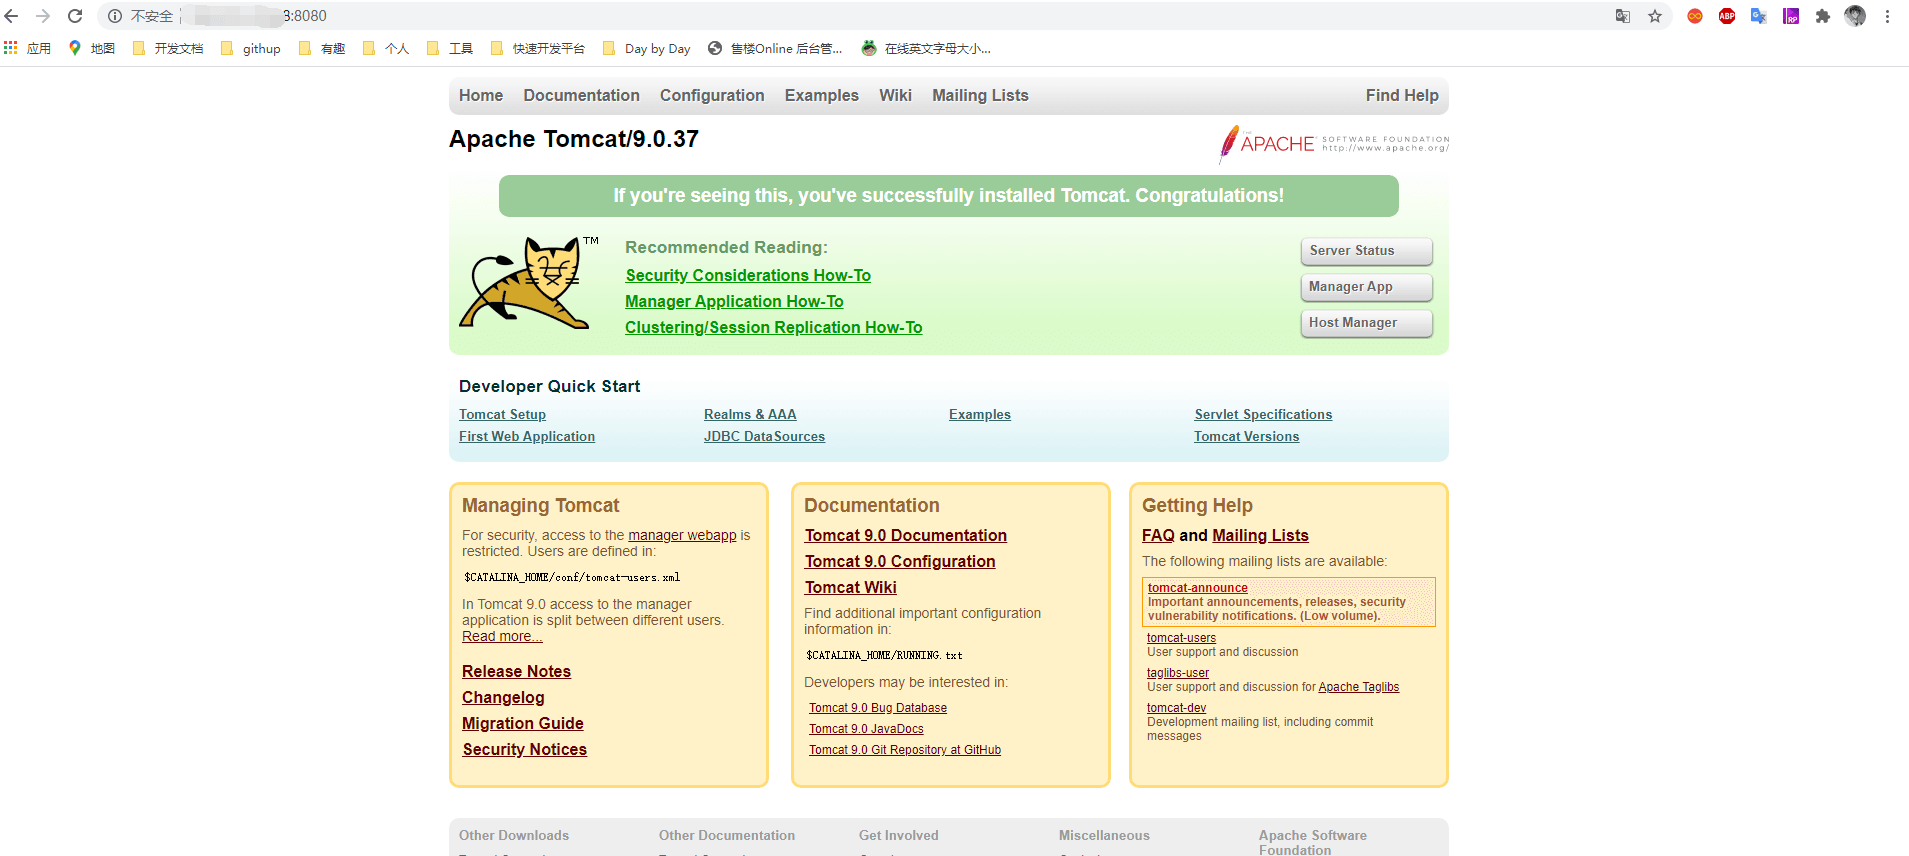 不安全 8:8080
应用 地图 开发文档 githup 有趣 个人 工具 快速开发平台 Day by Day 售楼Online 后台管... 在线英文字母大小...
Home Documentation Configuration Examples Wiki Mailing Lists Find Help
Apache Tomcat/9.0.37
THE APACHE SOFTWARE FOUNDATION
http://www.apache.org/
If you're seeing this, you've successfully installed Tomcat. Congratulations!
TM
Recommended Reading:
Security Considerations How-To
Manager Application How-To
Clustering/Session Replication How-To
Server Status
Manager App
Host Manager
Developer Quick Start
Tomcat Setup
First Web Application
Realms & AAA
JDBC DataSources
Examples
Servlet Specifications
Tomcat Versions
Managing Tomcat
For security, access to the manager webapp is
restricted. Users are defined in:
$CATALINA_HOME/conf/tomcat-users.xml
In Tomcat 9.0 access to the manager
application is split between different users.
Read more...
Release Notes
Changelog
Migration Guide
Security Notices
Documentation
Tomcat 9.0 Documentation
Tomcat 9.0 Configuration
Tomcat Wiki
Find additional important configuration
information in:
$CATALINA_HOME/RUNNING.txt
Developers may be interested in:
Tomcat 9.0 Bug Database
Tomcat 9.0 JavaDocs
Tomcat 9.0 Git Repository at GitHub
Getting Help
FAQ and Mailing Lists
The following mailing lists are available:
tomcat-announce
Important announcements, releases, security
vulnerability notifications. (Low volume).
tomcat-users
User support and discussion
taglibs-user
User support and discussion for Apache Taglibs
tomcat-dev
Development mailing list, including commit
messages
Other Downloads
Other Documentation
Get Involved
Miscellaneous
Apache Software
Foundation